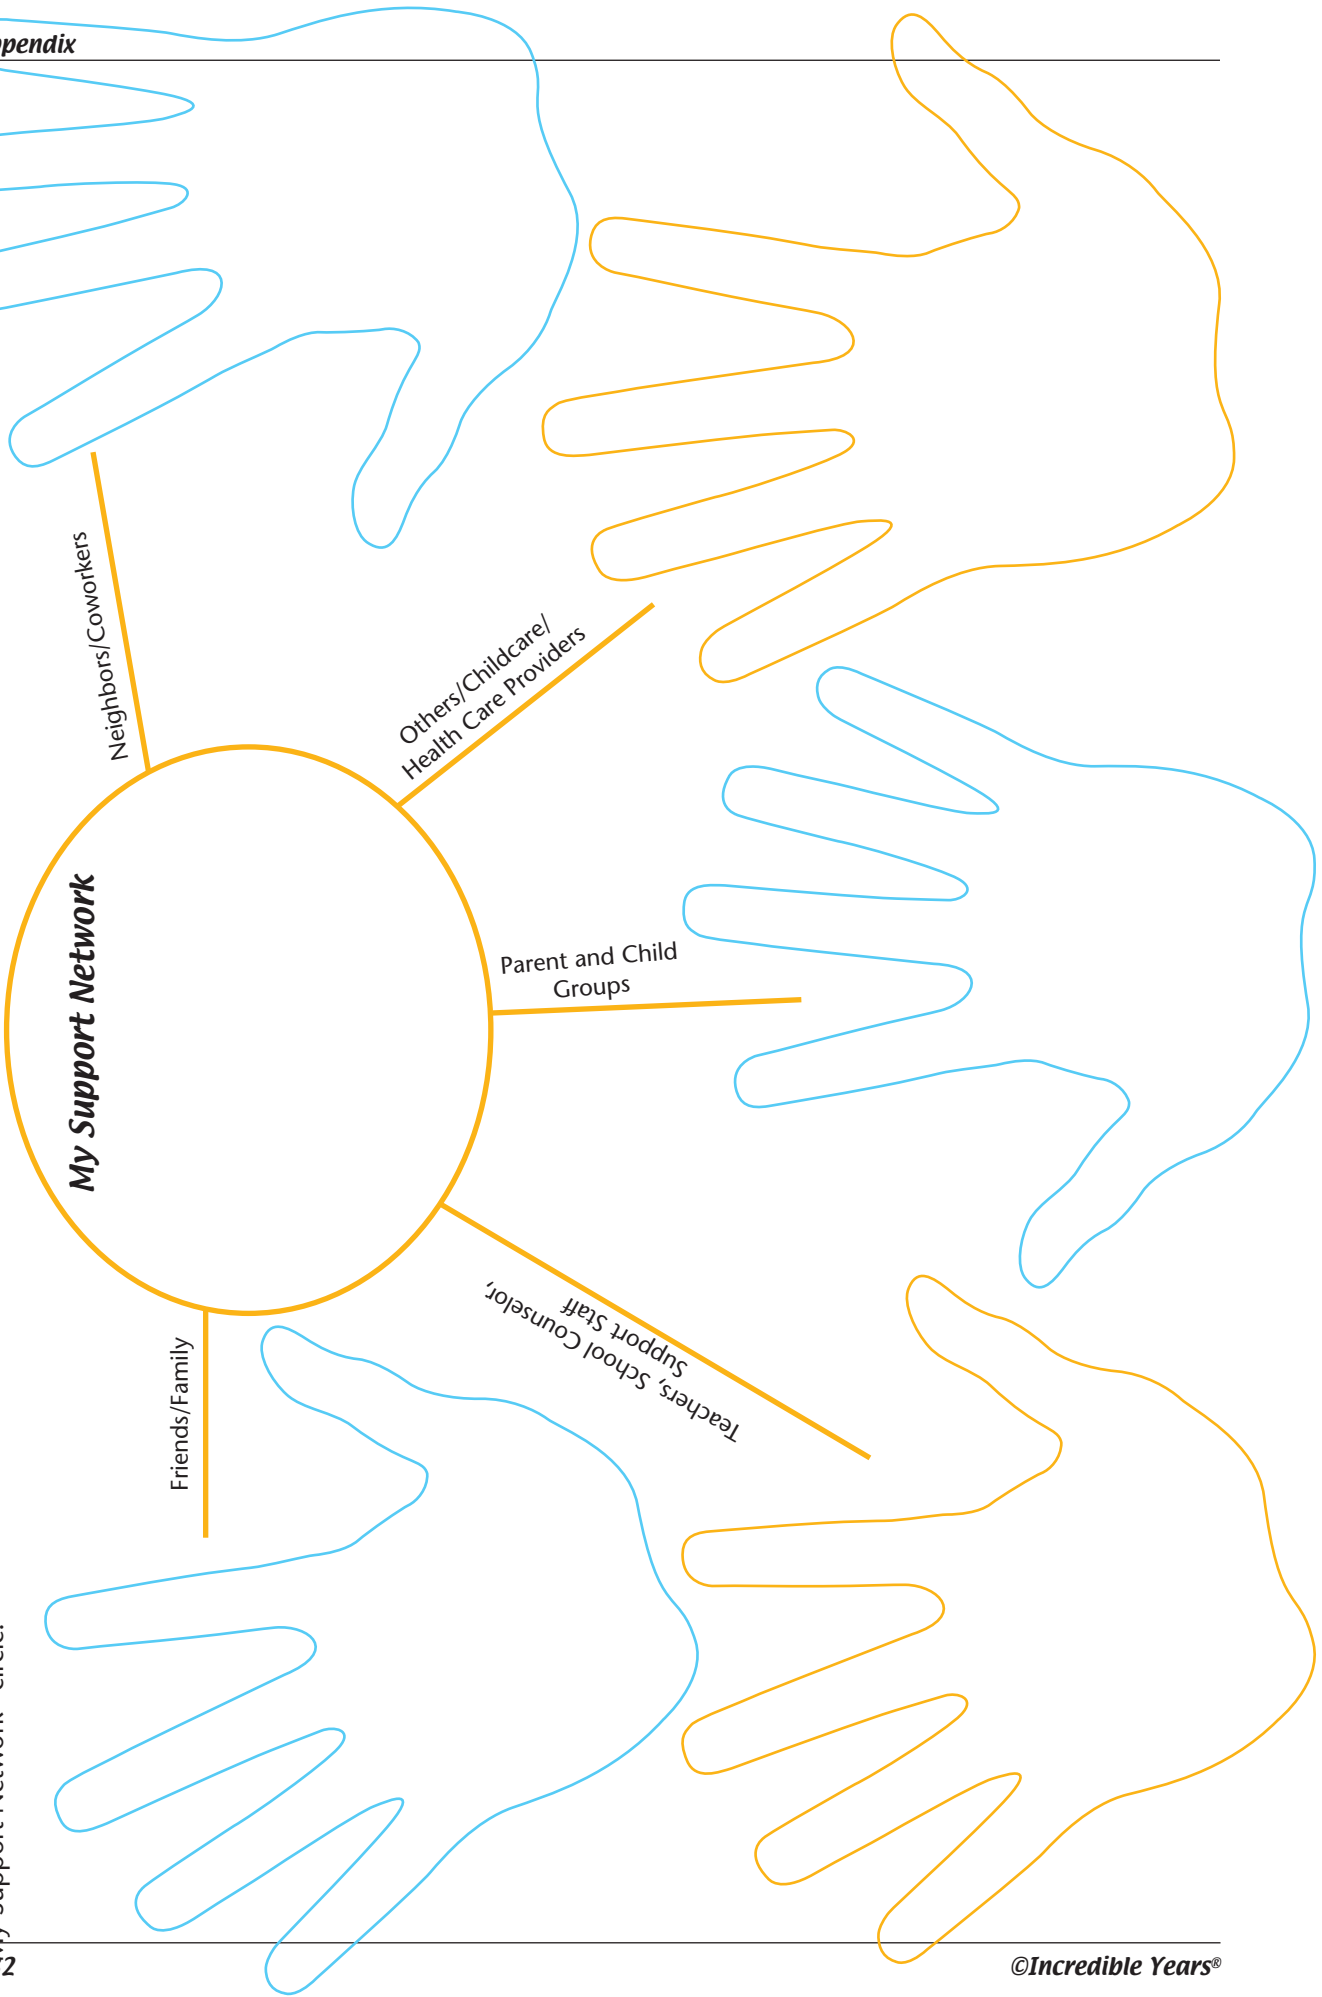 Neighbors/Coworkers
Others/Childcare/
Health Care Providers
My Support Network
Parent and Child
Groups
Teachers, School Counselor,
Support Staff
Friends/Family
©Incredible Years®